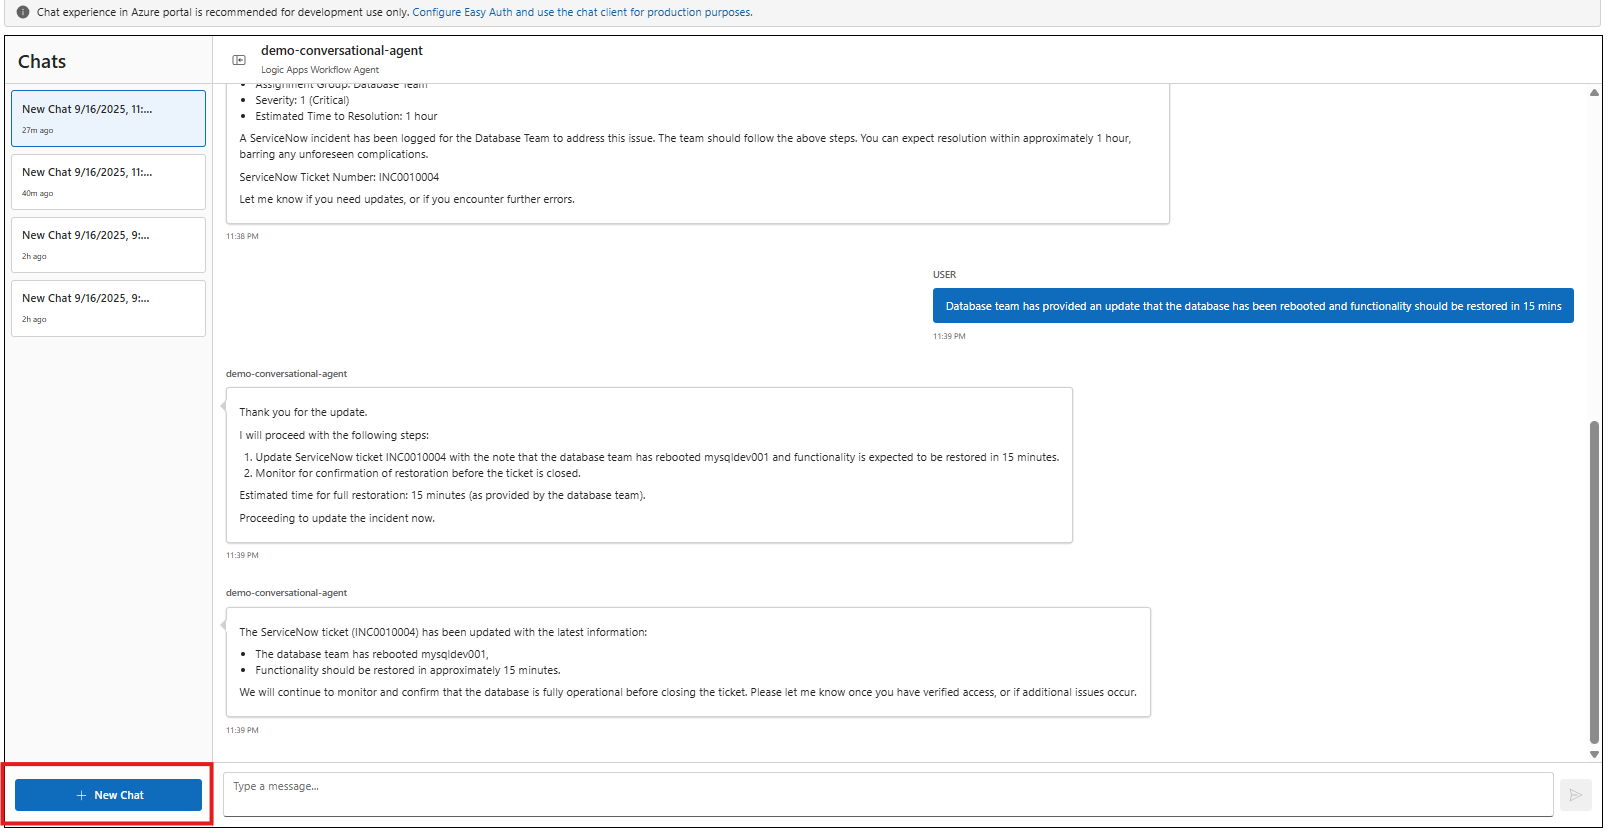 Chat experience in Azure portal is recommended for development use only. Configure Easy Auth and use the chat client for production purposes.
Chats
demo-conversational-agent
Logic Apps Workflow Agent
New Chat 9/16/2025, 11:...
27m ago
New Chat 9/16/2025, 11:...
40m ago
New Chat 9/16/2025, 9:...
2h ago
New Chat 9/16/2025, 9:...
2h ago
Assignment Group: Database Team
Severity: 1 (Critical)
Estimated Time to Resolution: 1 hour
A ServiceNow incident has been logged for the Database Team to address this issue. The team should follow the above steps. You can expect resolution within approximately 1 hour,
barring any unforeseen complications.
ServiceNow Ticket Number: INC0010004
Let me know if you need updates, or if you encounter further errors.
11:38 PM
USER
Database team has provided an update that the database has been rebooted and functionality should be restored in 15 mins
11:39 PM
demo-conversational-agent
Thank you for the update.
I will proceed with the following steps:
1. Update ServiceNow ticket INC0010004 with the note that the database team has rebooted mysqldev001 and functionality is expected to be restored in 15 minutes.
2. Monitor for confirmation of restoration before the ticket is closed.
Estimated time for full restoration: 15 minutes (as provided by the database team).
Proceeding to update the incident now.
11:39 PM
demo-conversational-agent
The ServiceNow ticket (INC0010004) has been updated with the latest information:
The database team has rebooted mysqldev001,
Functionality should be restored in approximately 15 minutes.
We will continue to monitor and confirm that the database is fully operational before closing the ticket. Please let me know once you have verified access, or if additional issues occur.
11:39 PM
New Chat
Type a message...